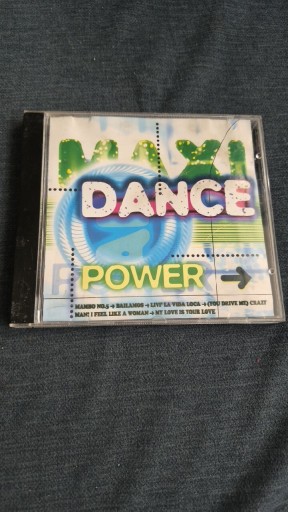 MAXI
DANCE
POWER
MAMBO NO.5 BAILAMOS LIVI' LA VIDA LOCA (YOU DRIVE ME) CRAZY
MAN! I FEEL LIKE A WOMAN MY LOVE IS YOUR LOVE